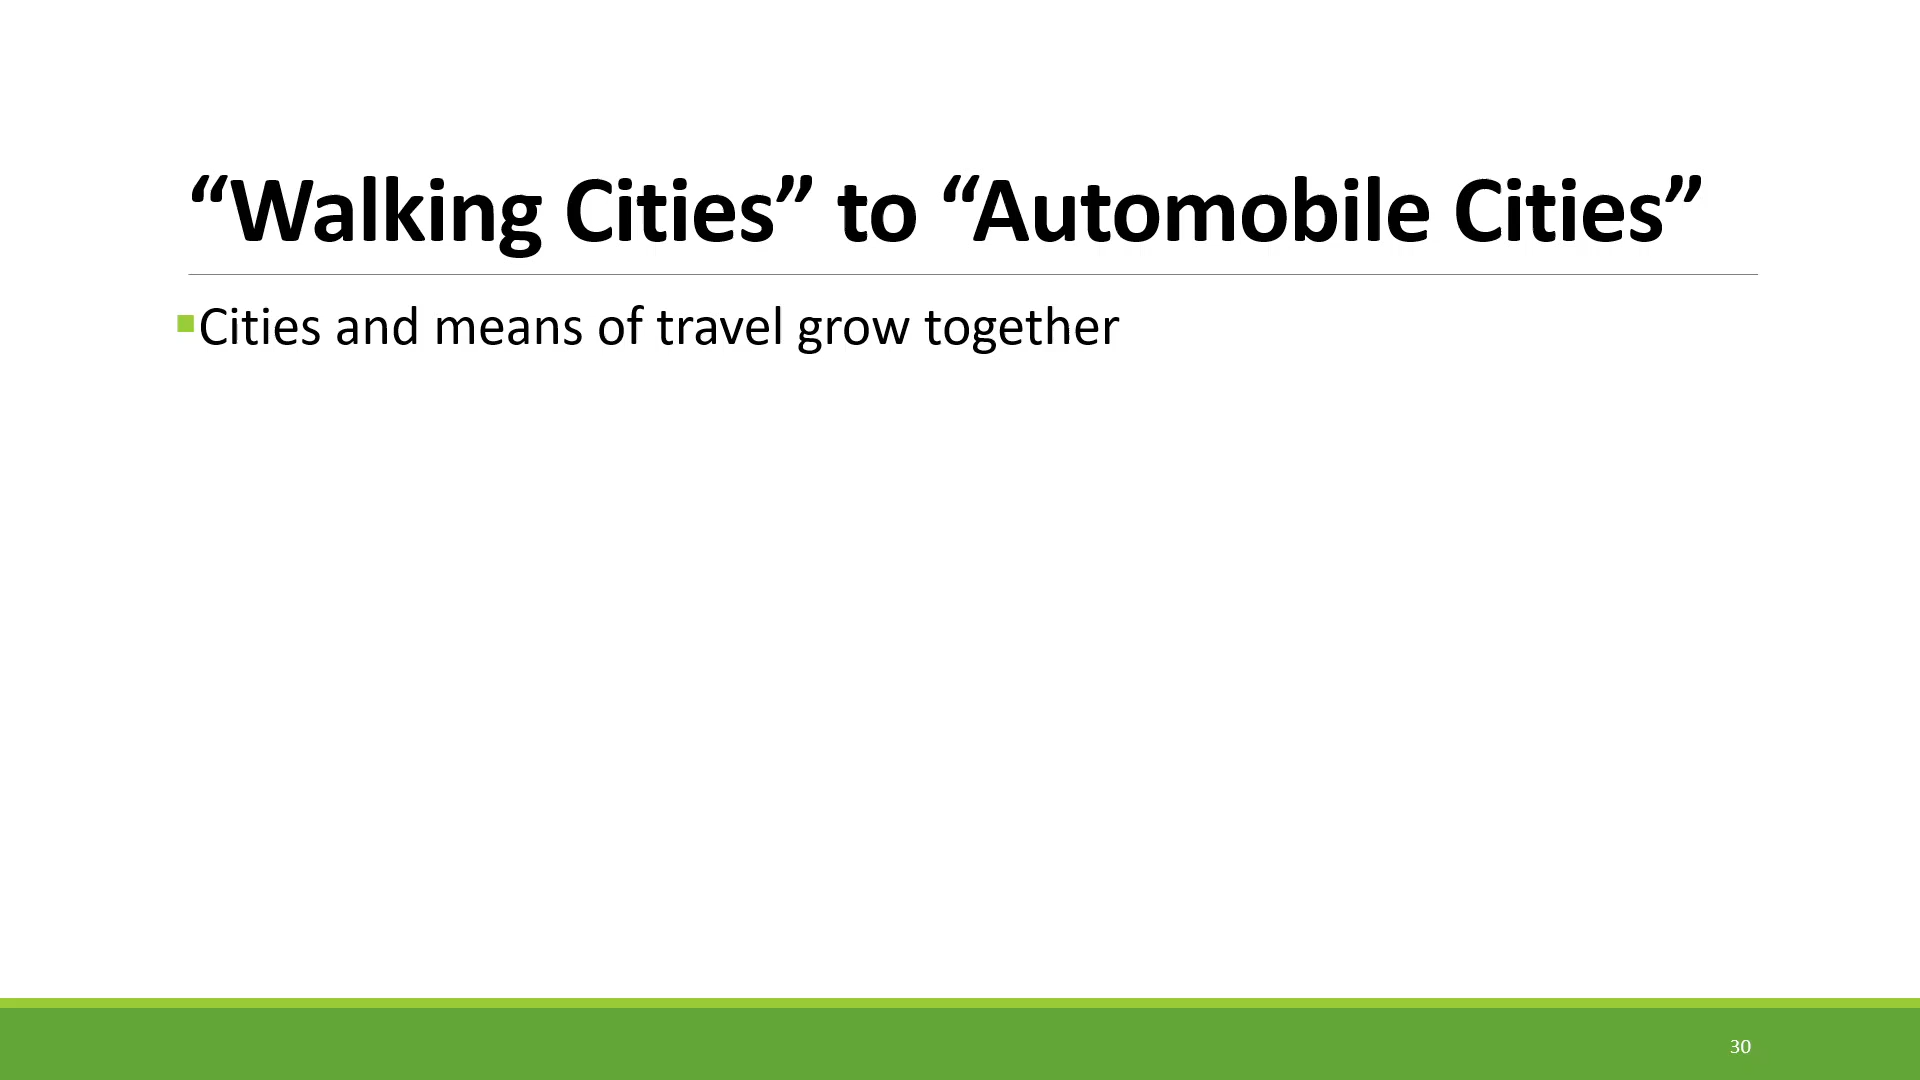 “Walking Cities” to “Automobile Cities”
▪Cities and means of travel grow together
30